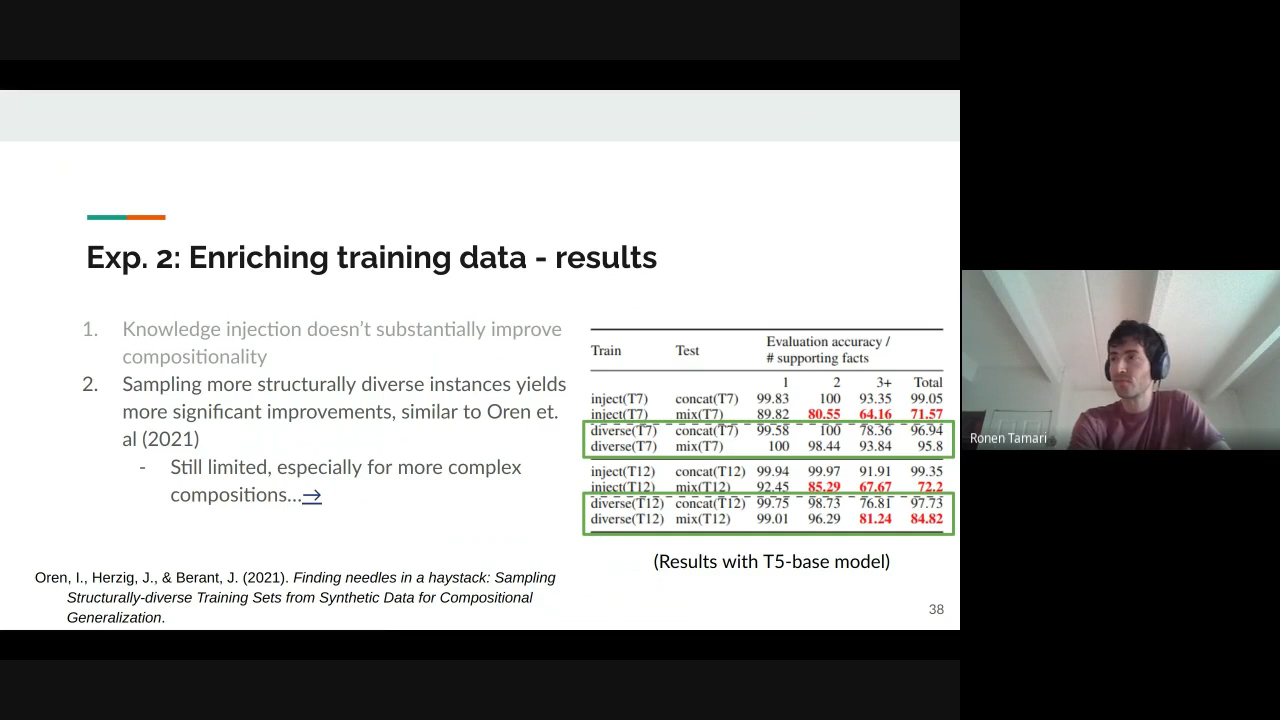 Exp. 2: Enriching training data - results
1. Knowledge injection doesn't substantially improve
compositionality
2. Sampling more structurally diverse instances yields
more significant improvements, similar to Oren et.
al (2021)
- Still limited, especially for more complex
compositions...→
Train Test Evaluation accuracy /
# supporting facts
1 2 3+ Total
inject(T7) concat(T7) 99.83 100 93.35 99.05
inject(T7) mix(T7) 89.82 80.55 64.16 71.57
diverse(T7) concat(T7) 99.58 100 78.36 96.94
diverse(T7) mix(T7) 100 98.44 93.84 95.8
inject(T12) concat(T12) 99.94 99.97 91.91 99.35
inject(T12) mix(T12) 92.45 85.29 67.67 72.2
diverse(T12) concat(T12) 99.75 98.73 76.81 97.73
diverse(T12) mix(T12) 99.01 96.29 81.24 84.82
(Results with T5-base model)
Oren, I., Herzig, J., & Berant, J. (2021). Finding needles in a haystack: Sampling
Structurally-diverse Training Sets from Synthetic Data for Compositional
Generalization.
38
Ronen Tamari